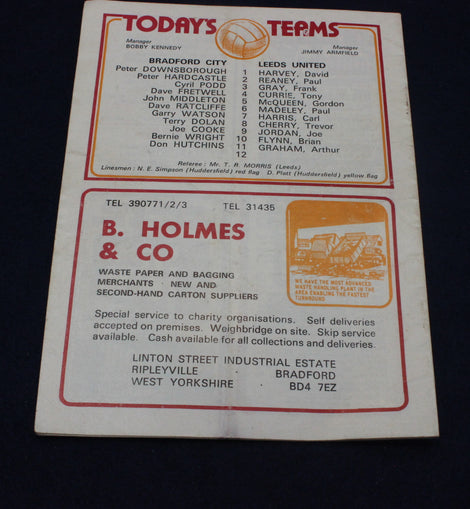 TODAY'S TEAMS
Manager
BOBBY KENNEDY
Manager
JIMMY ARMFIELD
BRADFORD CITY LEEDS UNITED
Peter DOWNSBOROUGH 1 HARVEY, David
Peter HARDCASTLE 2 REANEY, Paul
Cyril PODD 3 GRAY, Frank
Dave FRETWELL 4 CURRIE, Tony
John MIDDLETON 5 McQUEEN, Gordon
Dave RATCLIFFE 6 MADELEY, Paul
Garry WATSON 7 HARRIS, Carl
Terry DOLAN 8 CHERRY, Trevor
Joe COOKE 9 JORDAN, Joe
Bernie WRIGHT 10 FLYNN, Brian
Don HUTCHINS 11 GRAHAM, Arthur
12
Referee: Mr. T. R. MORRIS (Leeds)
Linesmen: N. E. Simpson (Huddersfield) red flag D. Platt (Huddersfield) yellow flag
TEL 390771/2/3 TEL 31435
B. HOLMES
& CO
WASTE PAPER AND BAGGING
MERCHANTS · NEW AND
SECOND-HAND CARTON SUPPLIERS
WE HAVE THE MOST ADVANCED
WASTE HANDLING PLANT IN THE
AREA ENABLING THE FASTEST
TURNROUND
Special service to charity organisations. Self deliveries
accepted on premises. Weighbridge on site. Skip service
available. Cash available for all collections and deliveries.
LINTON STREET INDUSTRIAL ESTATE
RIPLEYVILLE · BRADFORD
WEST YORKSHIRE · BD4 7EZ